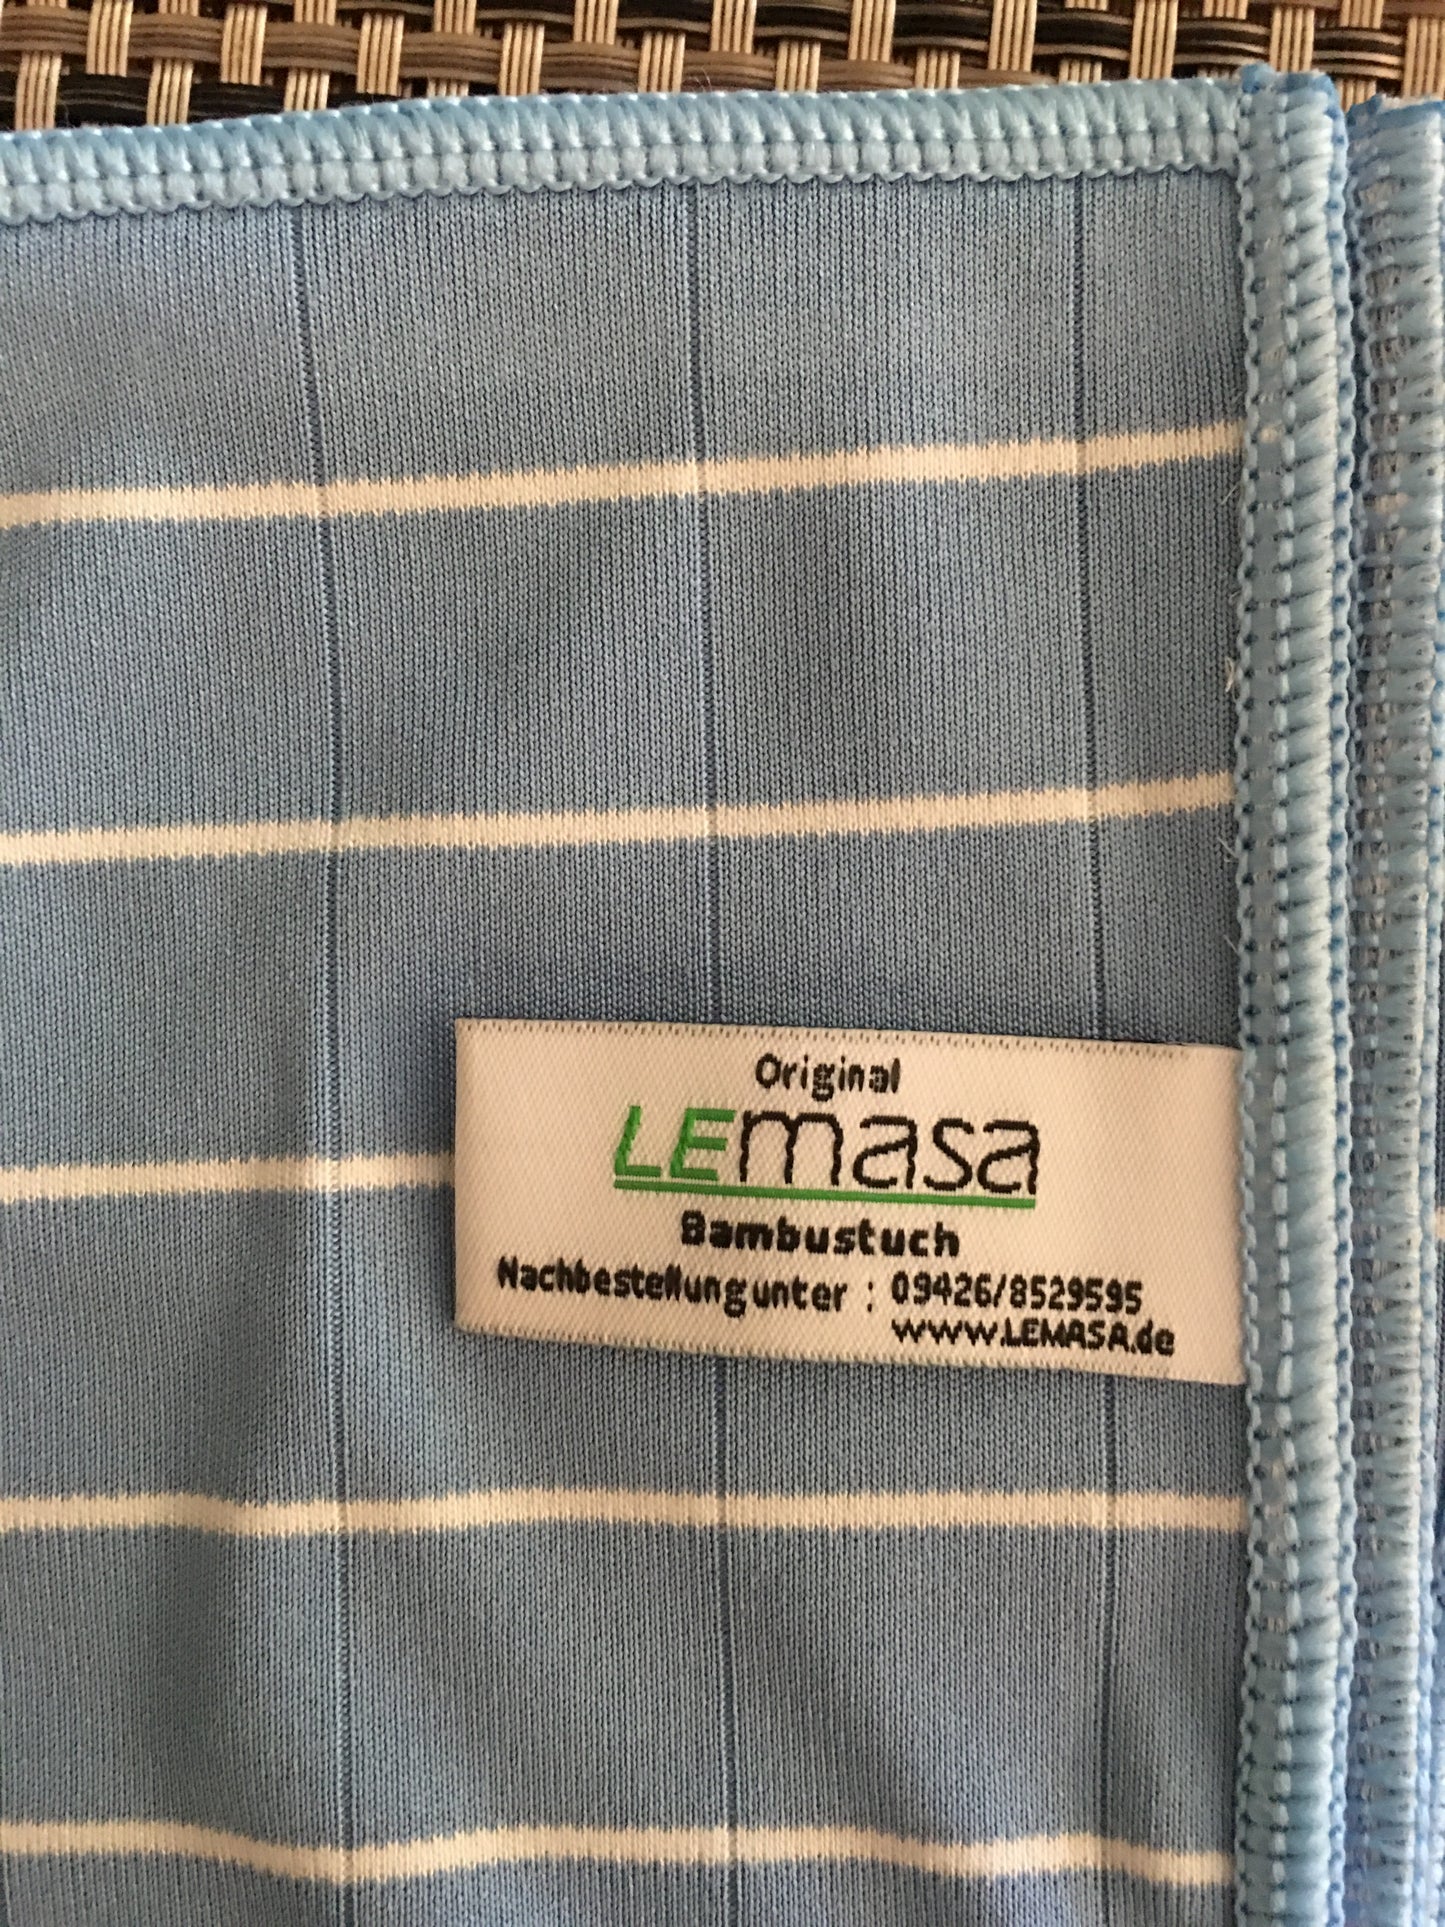 Original
LEmasa
Bambustuch
Nachbestellung unter : 09426/8529595
www.LEMASA.de